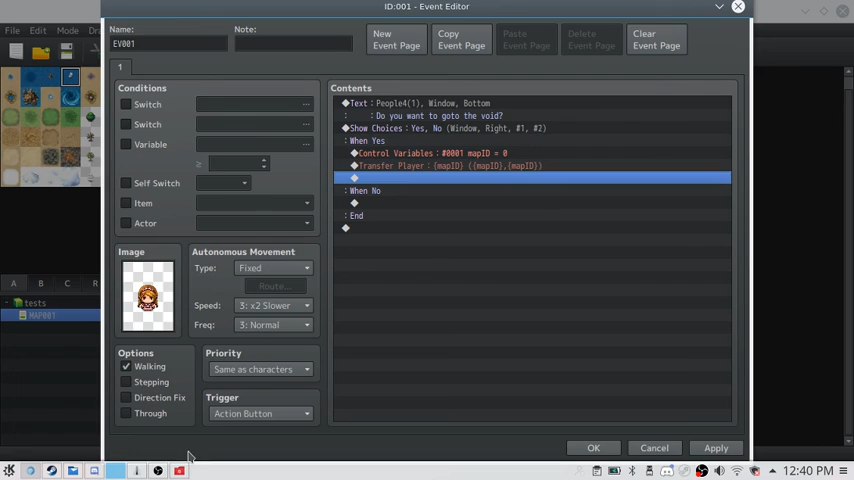 ID:001 - Event Editor
Name:
Note:
EV001
New
Event Page
Copy
Event Page
Paste
Event Page
Delete
Event Page
Clear
Event Page
File Edit Mode
1
Conditions
Switch
Switch
Variable
≥
Self Switch
Item
Actor
Image
Autonomous Movement
Type: Fixed
Route...
Speed: 3: x2 Slower
Freq: 3: Normal
Options
Walking
Stepping
Direction Fix
Through
Priority
Same as characters
Trigger
Action Button
Contents
◆Text：People4(1), Window, Bottom
:　　：Do you want to goto the void?
◆Show Choices：Yes, No (Window, Right, #1, #2)
: When Yes
◆Control Variables：#0001 mapID = 0
◆Transfer Player：{mapID} ({mapID},{mapID})
◆
: When No
◆
: End
◆
A B C R
tests
MAP001
OK Cancel Apply
12:40 PM